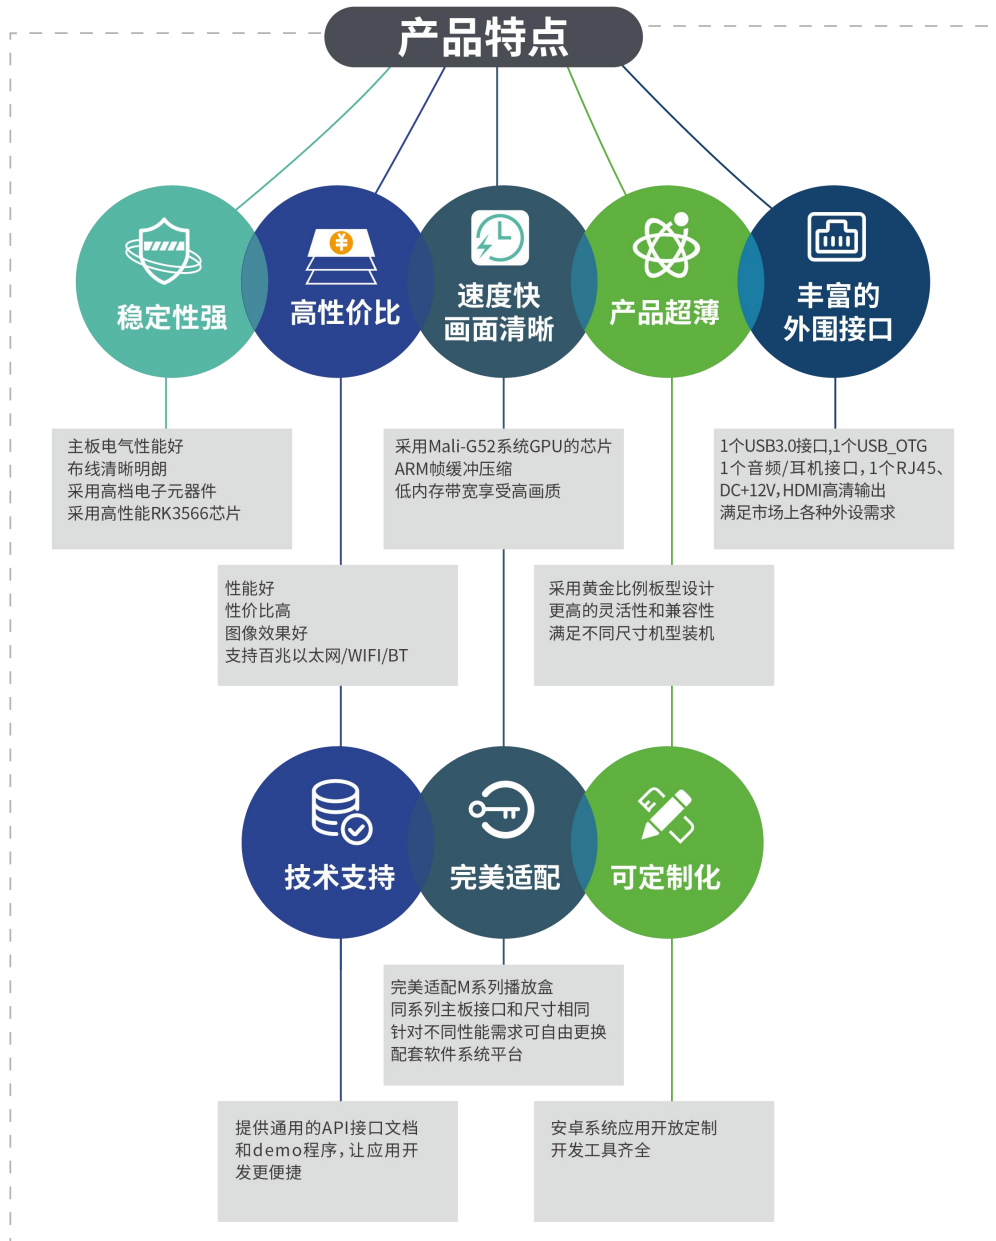 产品特点
稳定性强
高性价比
速度快
画面清晰
产品超薄
丰富的
外围接口
主板电气性能好
布线清晰明朗
采用高档电子元器件
采用高性能RK3566芯片
采用Mali-G52系统GPU的芯片
ARM帧缓冲压缩
低内存带宽享受高画质
1个USB3.0接口,1个USB_OTG
1个音频/耳机接口，1个RJ45、
DC+12V，HDMI高清输出
满足市场上各种外设需求
性能好
性价比高
图像效果好
支持百兆以太网/WIFI/BT
采用黄金比例板型设计
更高的灵活性和兼容性
满足不同尺寸机型装机
技术支持
完美适配
可定制化
完美适配M系列播放盒
同系列主板接口和尺寸相同
针对不同性能需求可自由更换
配套软件系统平台
提供通用的API接口文档
和demo程序，让应用开
发更便捷
安卓系统应用开放定制
开发工具齐全